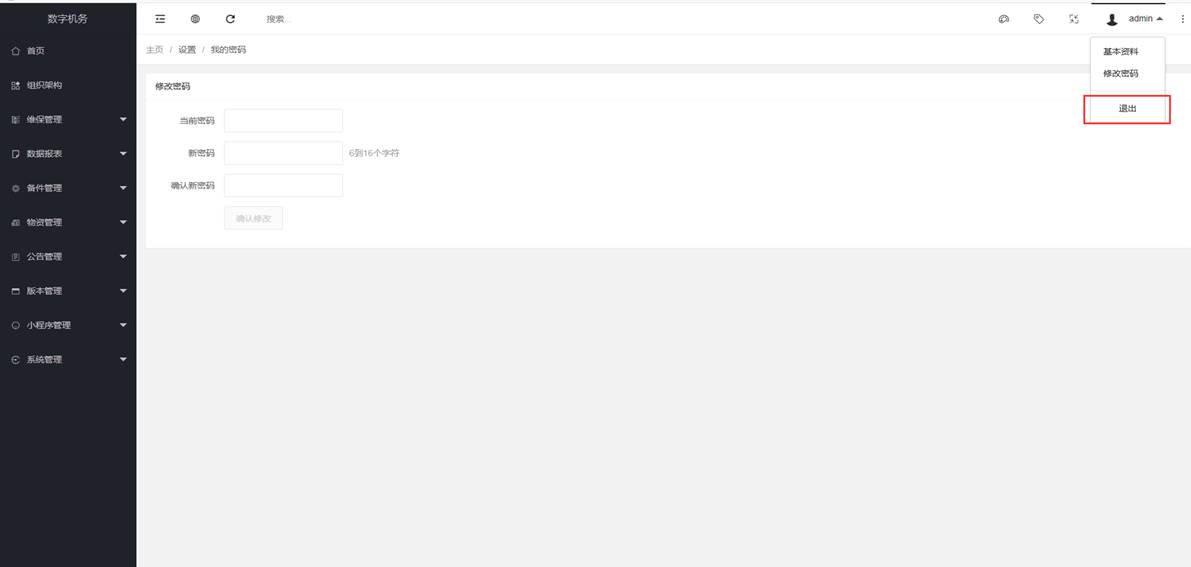 数字机务
搜索...
admin
首页
组织架构
维保管理
数据报表
备件管理
物资管理
公告管理
版本管理
小程序管理
系统管理
主页 / 设置 / 我的密码
基本资料
修改密码
退出
修改密码
当前密码
新密码
6到16个字符
确认新密码
确认修改